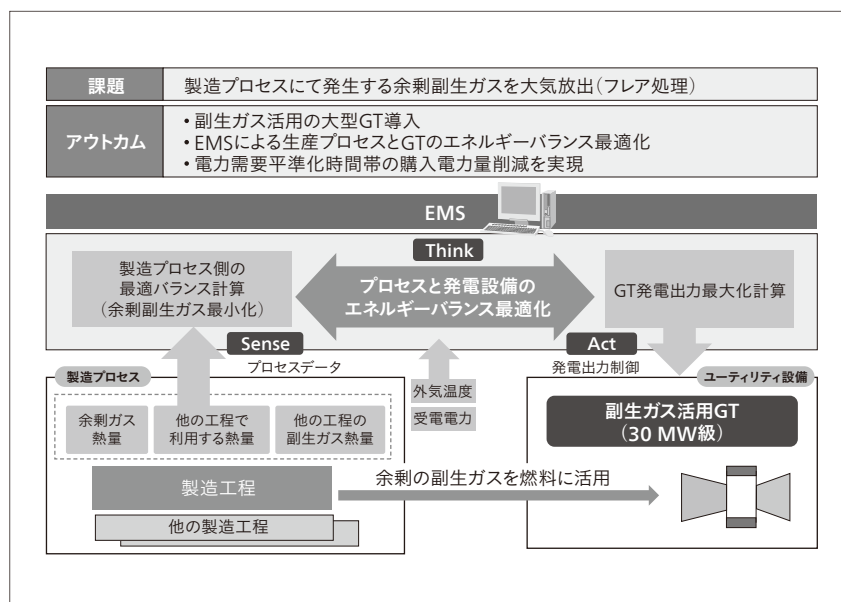 課題
製造プロセスにて発生する余剰副生ガスを大気放出(フレア処理)
アウトカム
・副生ガス活用の大型GT導入
・EMSによる生産プロセスとGTのエネルギーバランス最適化
・電力需要平準化時間帯の購入電力量削減を実現
EMS
Think
製造プロセス側の
最適バランス計算
(余剰副生ガス最小化)
プロセスと発電設備の
エネルギーバランス最適化
GT発電出力最大化計算
Sense
プロセスデータ
Act
発電出力制御
製造プロセス
外気温度
受電電力
ユーティリティ設備
余剰ガス
熱量
他の工程で
利用する熱量
他の工程の
副生ガス熱量
副生ガス活用GT
(30 MW級)
製造工程
他の製造工程
余剰の副生ガスを燃料に活用